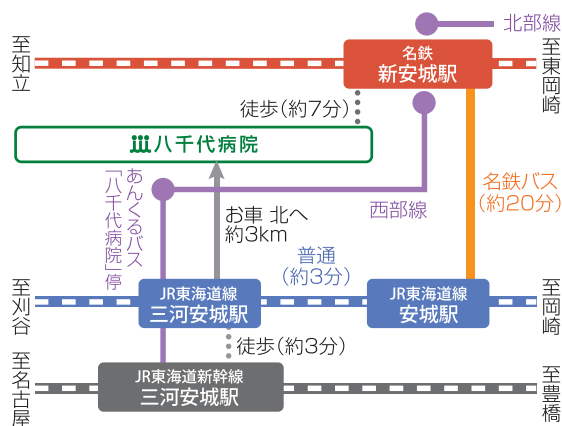 北部線
至知立
名鉄
新安城駅
至東岡崎
徒歩（約7分）
八千代病院
あんくるバス
「八千代病院」停
お車 北へ
約3km
西部線
名鉄バス
（約20分）
普通
（約3分）
至刈谷
JR東海道線
三河安城駅
JR東海道線
安城駅
至岡崎
徒歩（約3分）
至名古屋
JR東海道新幹線
三河安城駅
至豊橋